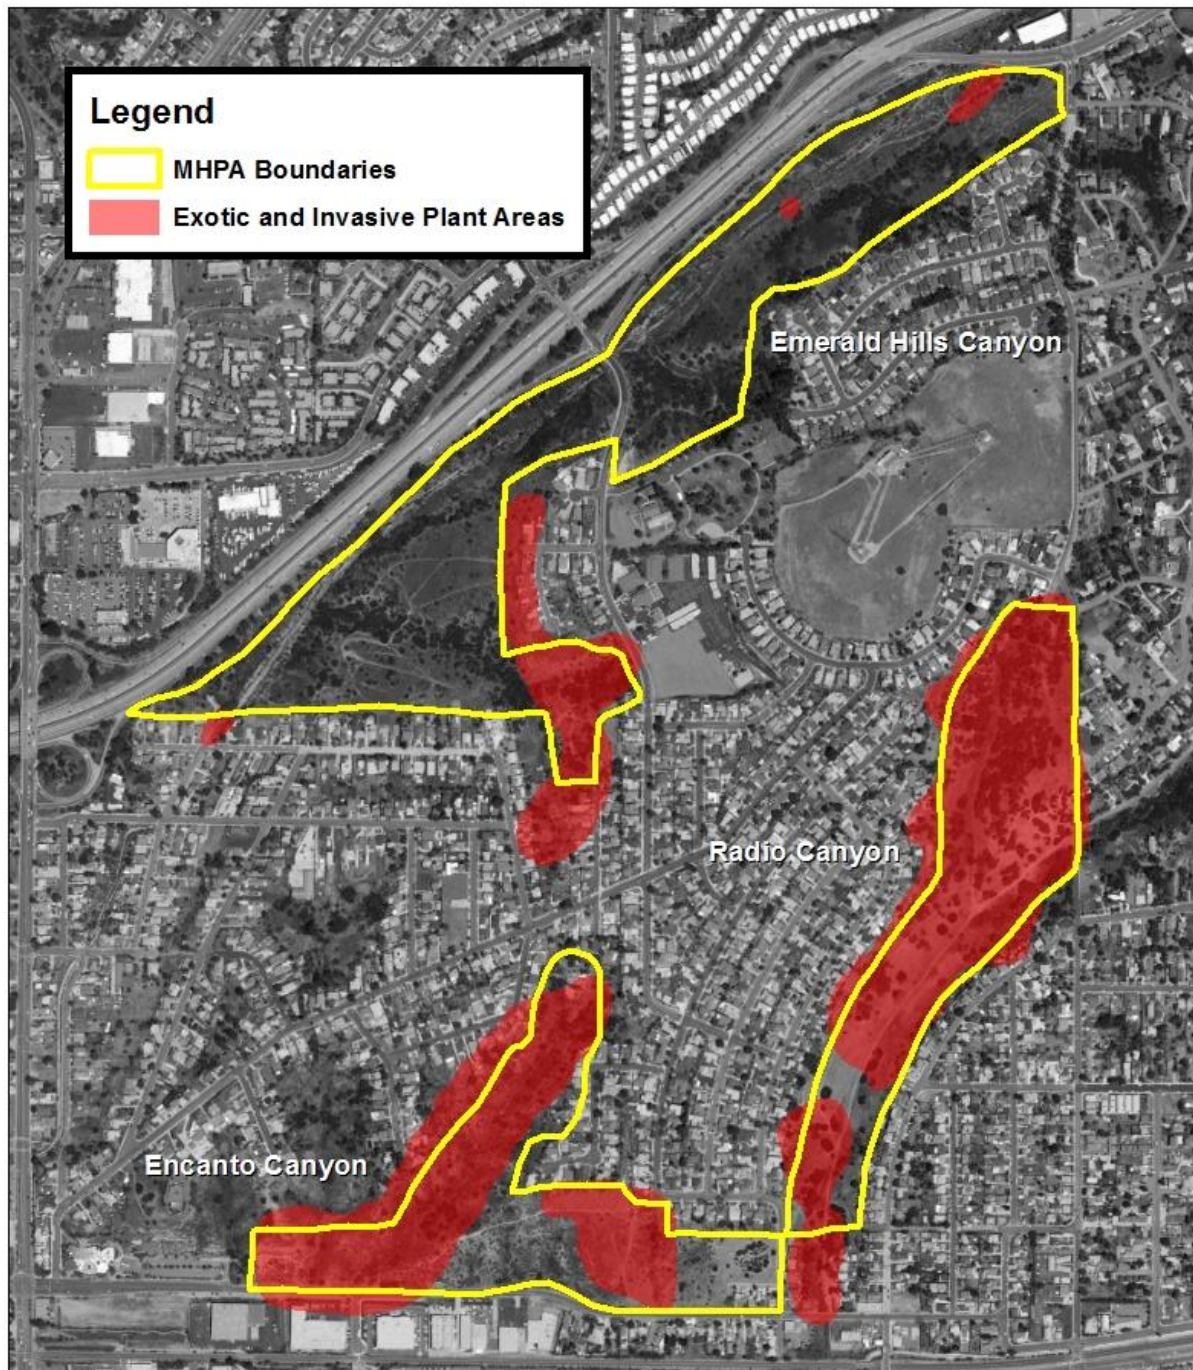 Legend
MHPA Boundaries
Exotic and Invasive Plant Areas
Emerald Hills Canyon
Radio Canyon
Encanto Canyon